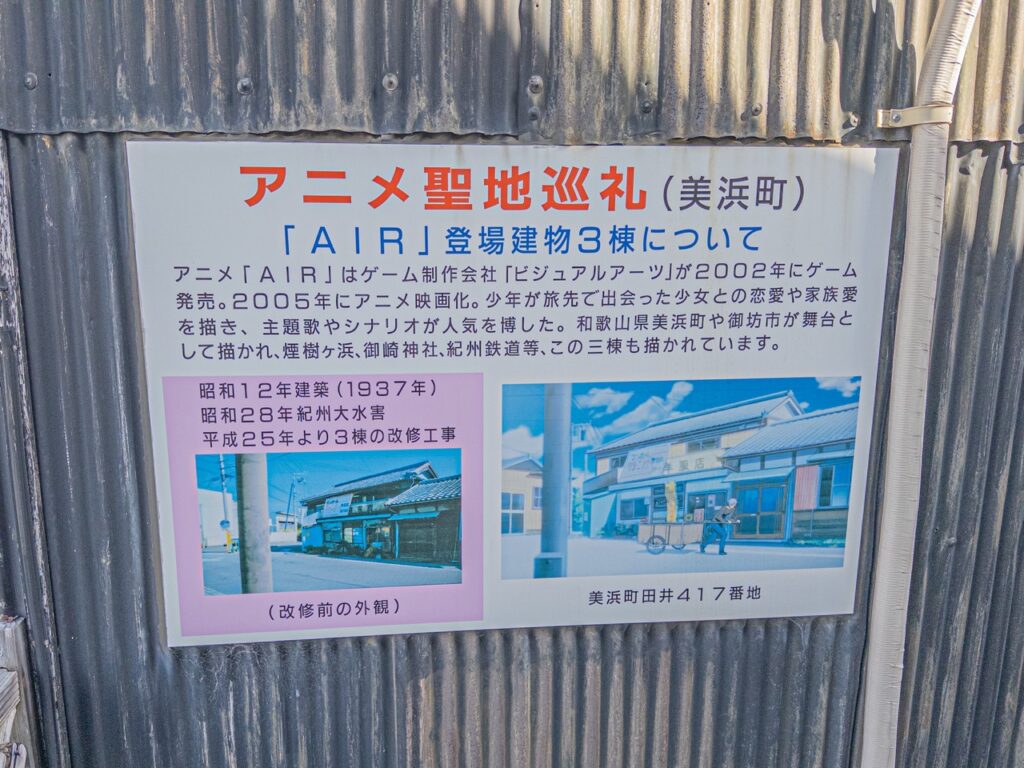 アニメ聖地巡礼(美浜町)
「AIR」登場建物3棟について
アニメ「AIR」はゲーム制作会社「ビジュアルアーツ」が2002年にゲーム
発売。2005年にアニメ映画化。少年が旅先で出会った少女との恋愛や家族愛
を描き、主題歌やシナリオが人気を博した。和歌山県美浜町や御坊市が舞台と
して描かれ、煙樹ヶ浜、御崎神社、紀州鉄道等、この三棟も描かれています。
昭和12年建築(1937年)
昭和28年紀州大水害
平成25年より3棟の改修工事
(改修前の外観)
服店
美浜町田井417番地